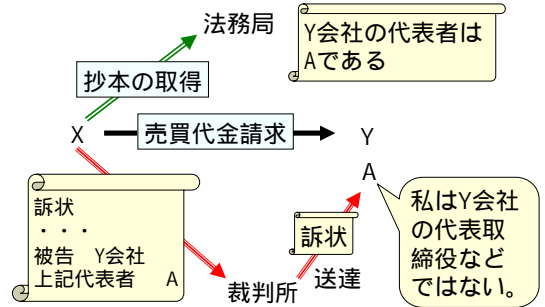 法務局
Y会社の代表者は
Aである
抄本の取得
X
売買代金請求
Y
A
訴状
・・・
被告　Y会社
上記代表者　　A
訴状
送達
裁判所
私はY会社
の代表取
締役など
ではない。